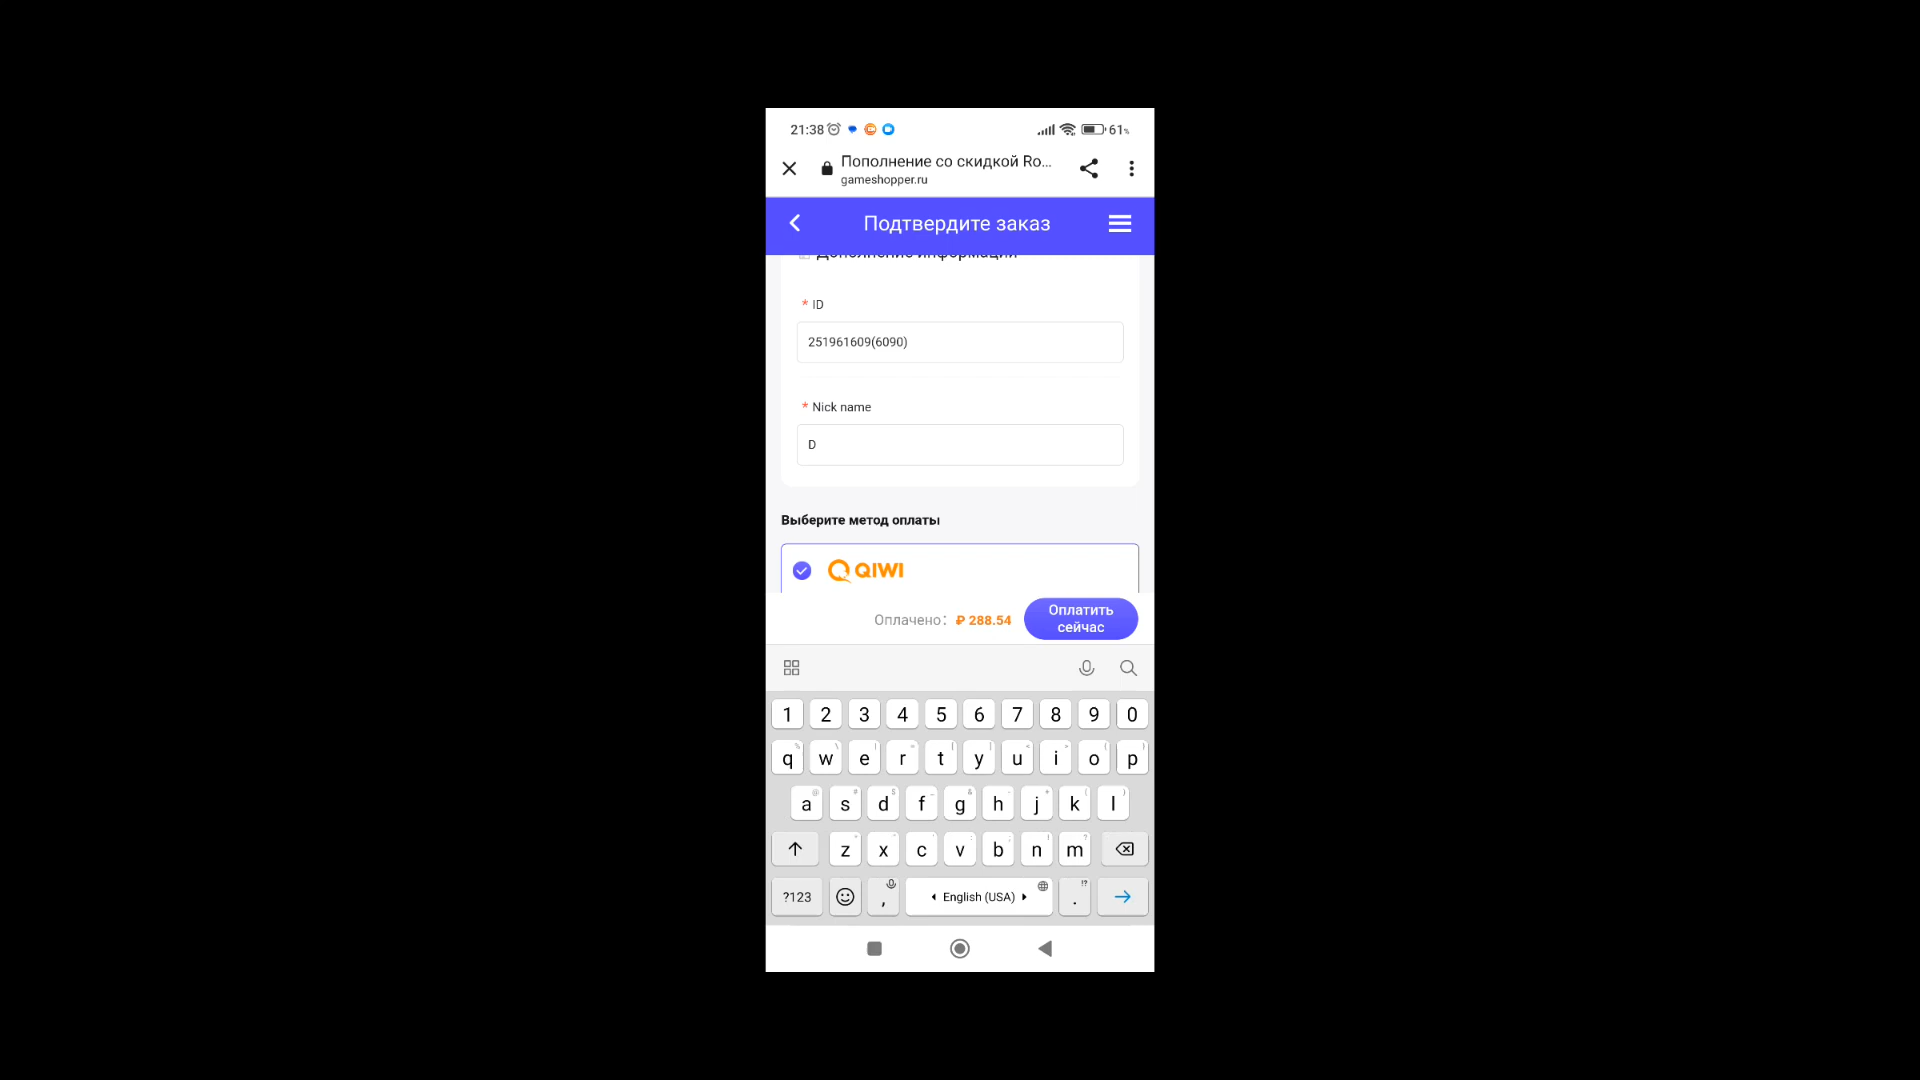 21:38 61%
Пополнение со скидкой Ro...
gameshopper.ru
Подтвердите заказ
Дополнение информации
* ID
251961609(6090)
* Nick name
D
Выберите метод оплаты
QIWI
Оплачено: ₽ 288.54
Оплатить сейчас
1 2 3 4 5 6 7 8 9 0
q w e r t y u i o p
a s d f g h j k l
z x c v b n m
?123 , English (USA) . !?